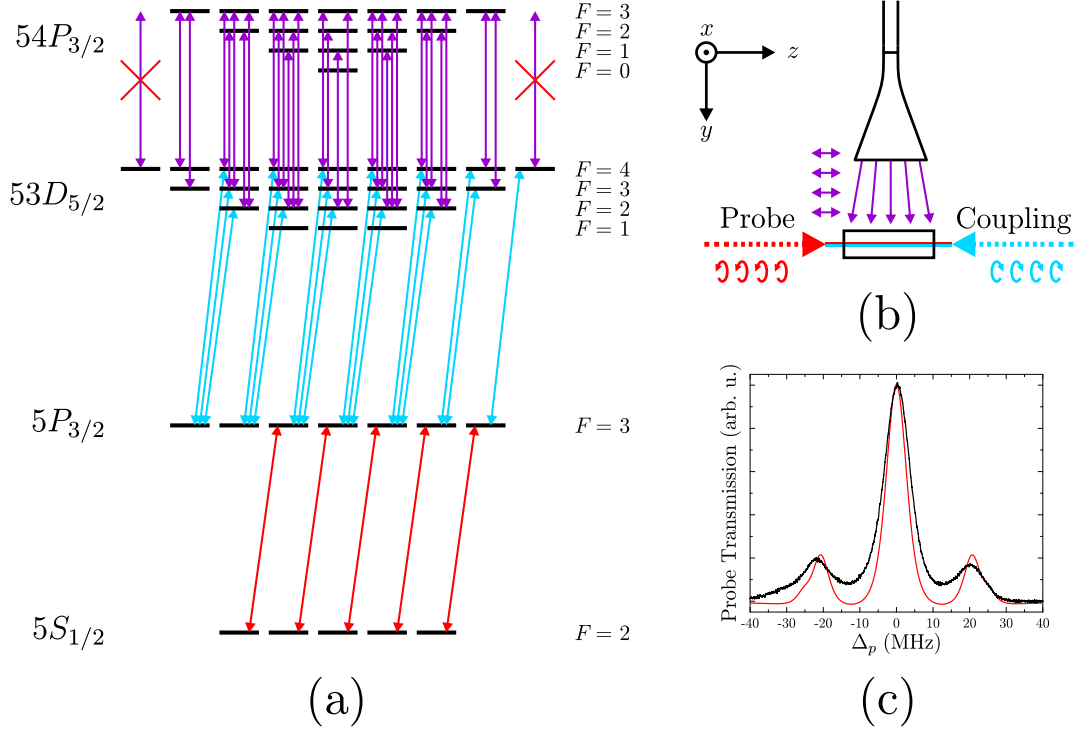 54P3/2
F = 3
F = 2
F = 1
F = 0
53D5/2
F = 4
F = 3
F = 2
F = 1
5P3/2
F = 3
5S1/2
F = 2
(a)
x
z
y
Probe
Coupling
(b)
Probe Transmission (arb. u.)
-40 -30 -20 -10 0 10 20 30 40
Δp (MHz)
(c)